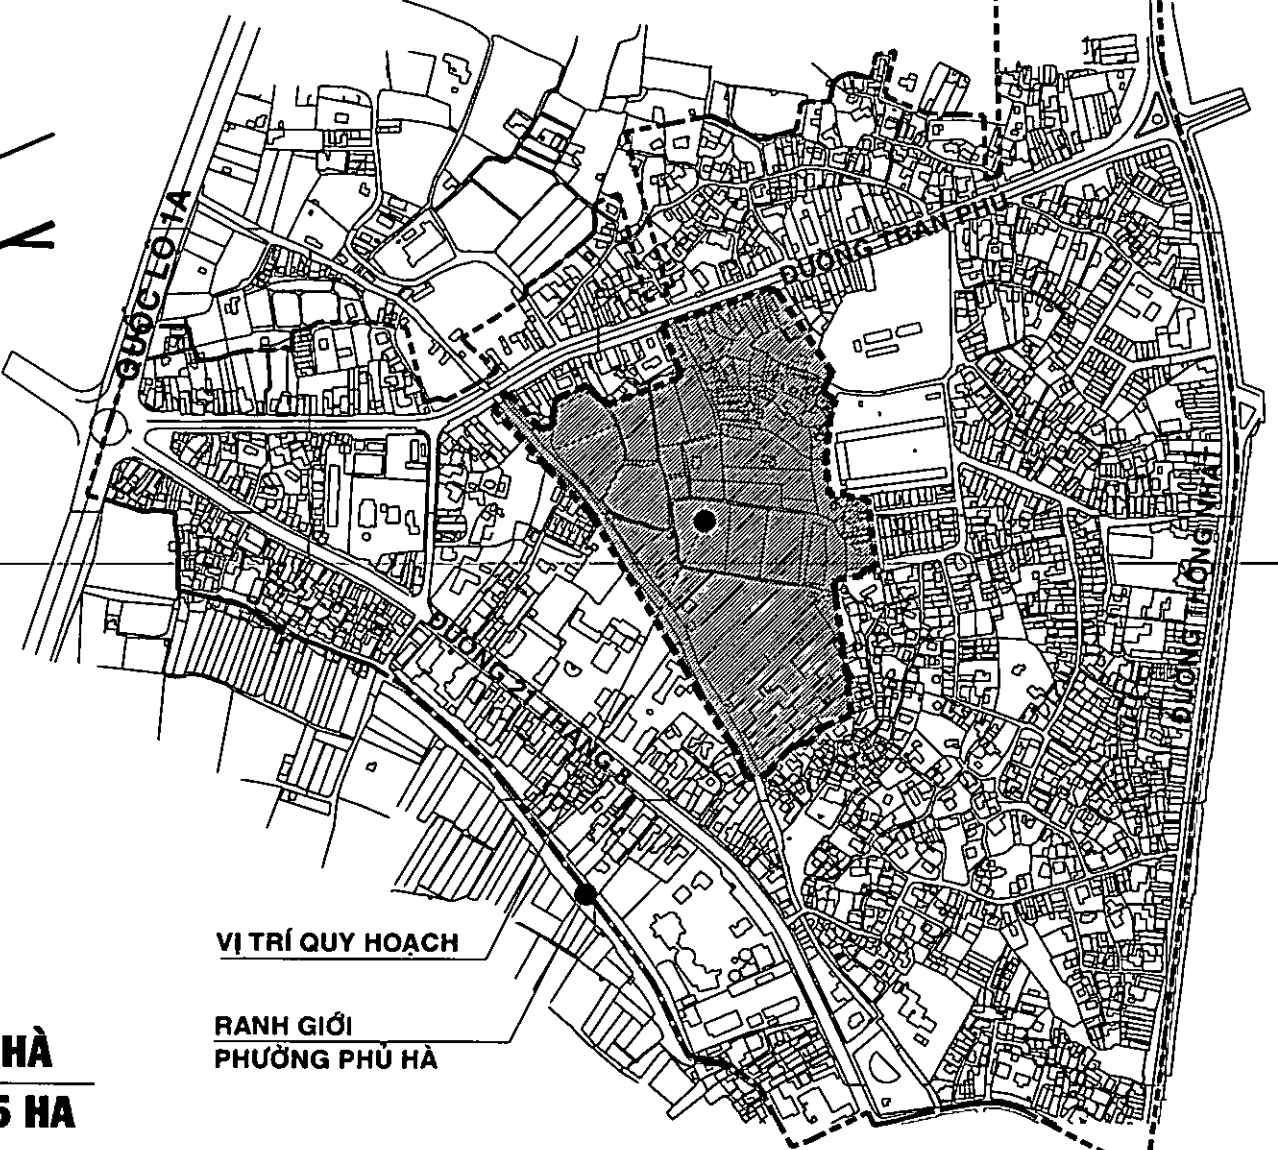 QUỐC LỘ 1A
ĐƯỜNG TRẦN PHÚ
ĐƯỜNG THỐNG NHẤT
ĐƯỜNG 21 THÁNG 8
VỊ TRÍ QUY HOẠCH
RANH GIỚI
PHƯỜNG PHỦ HÀ
HÀ
5 HA